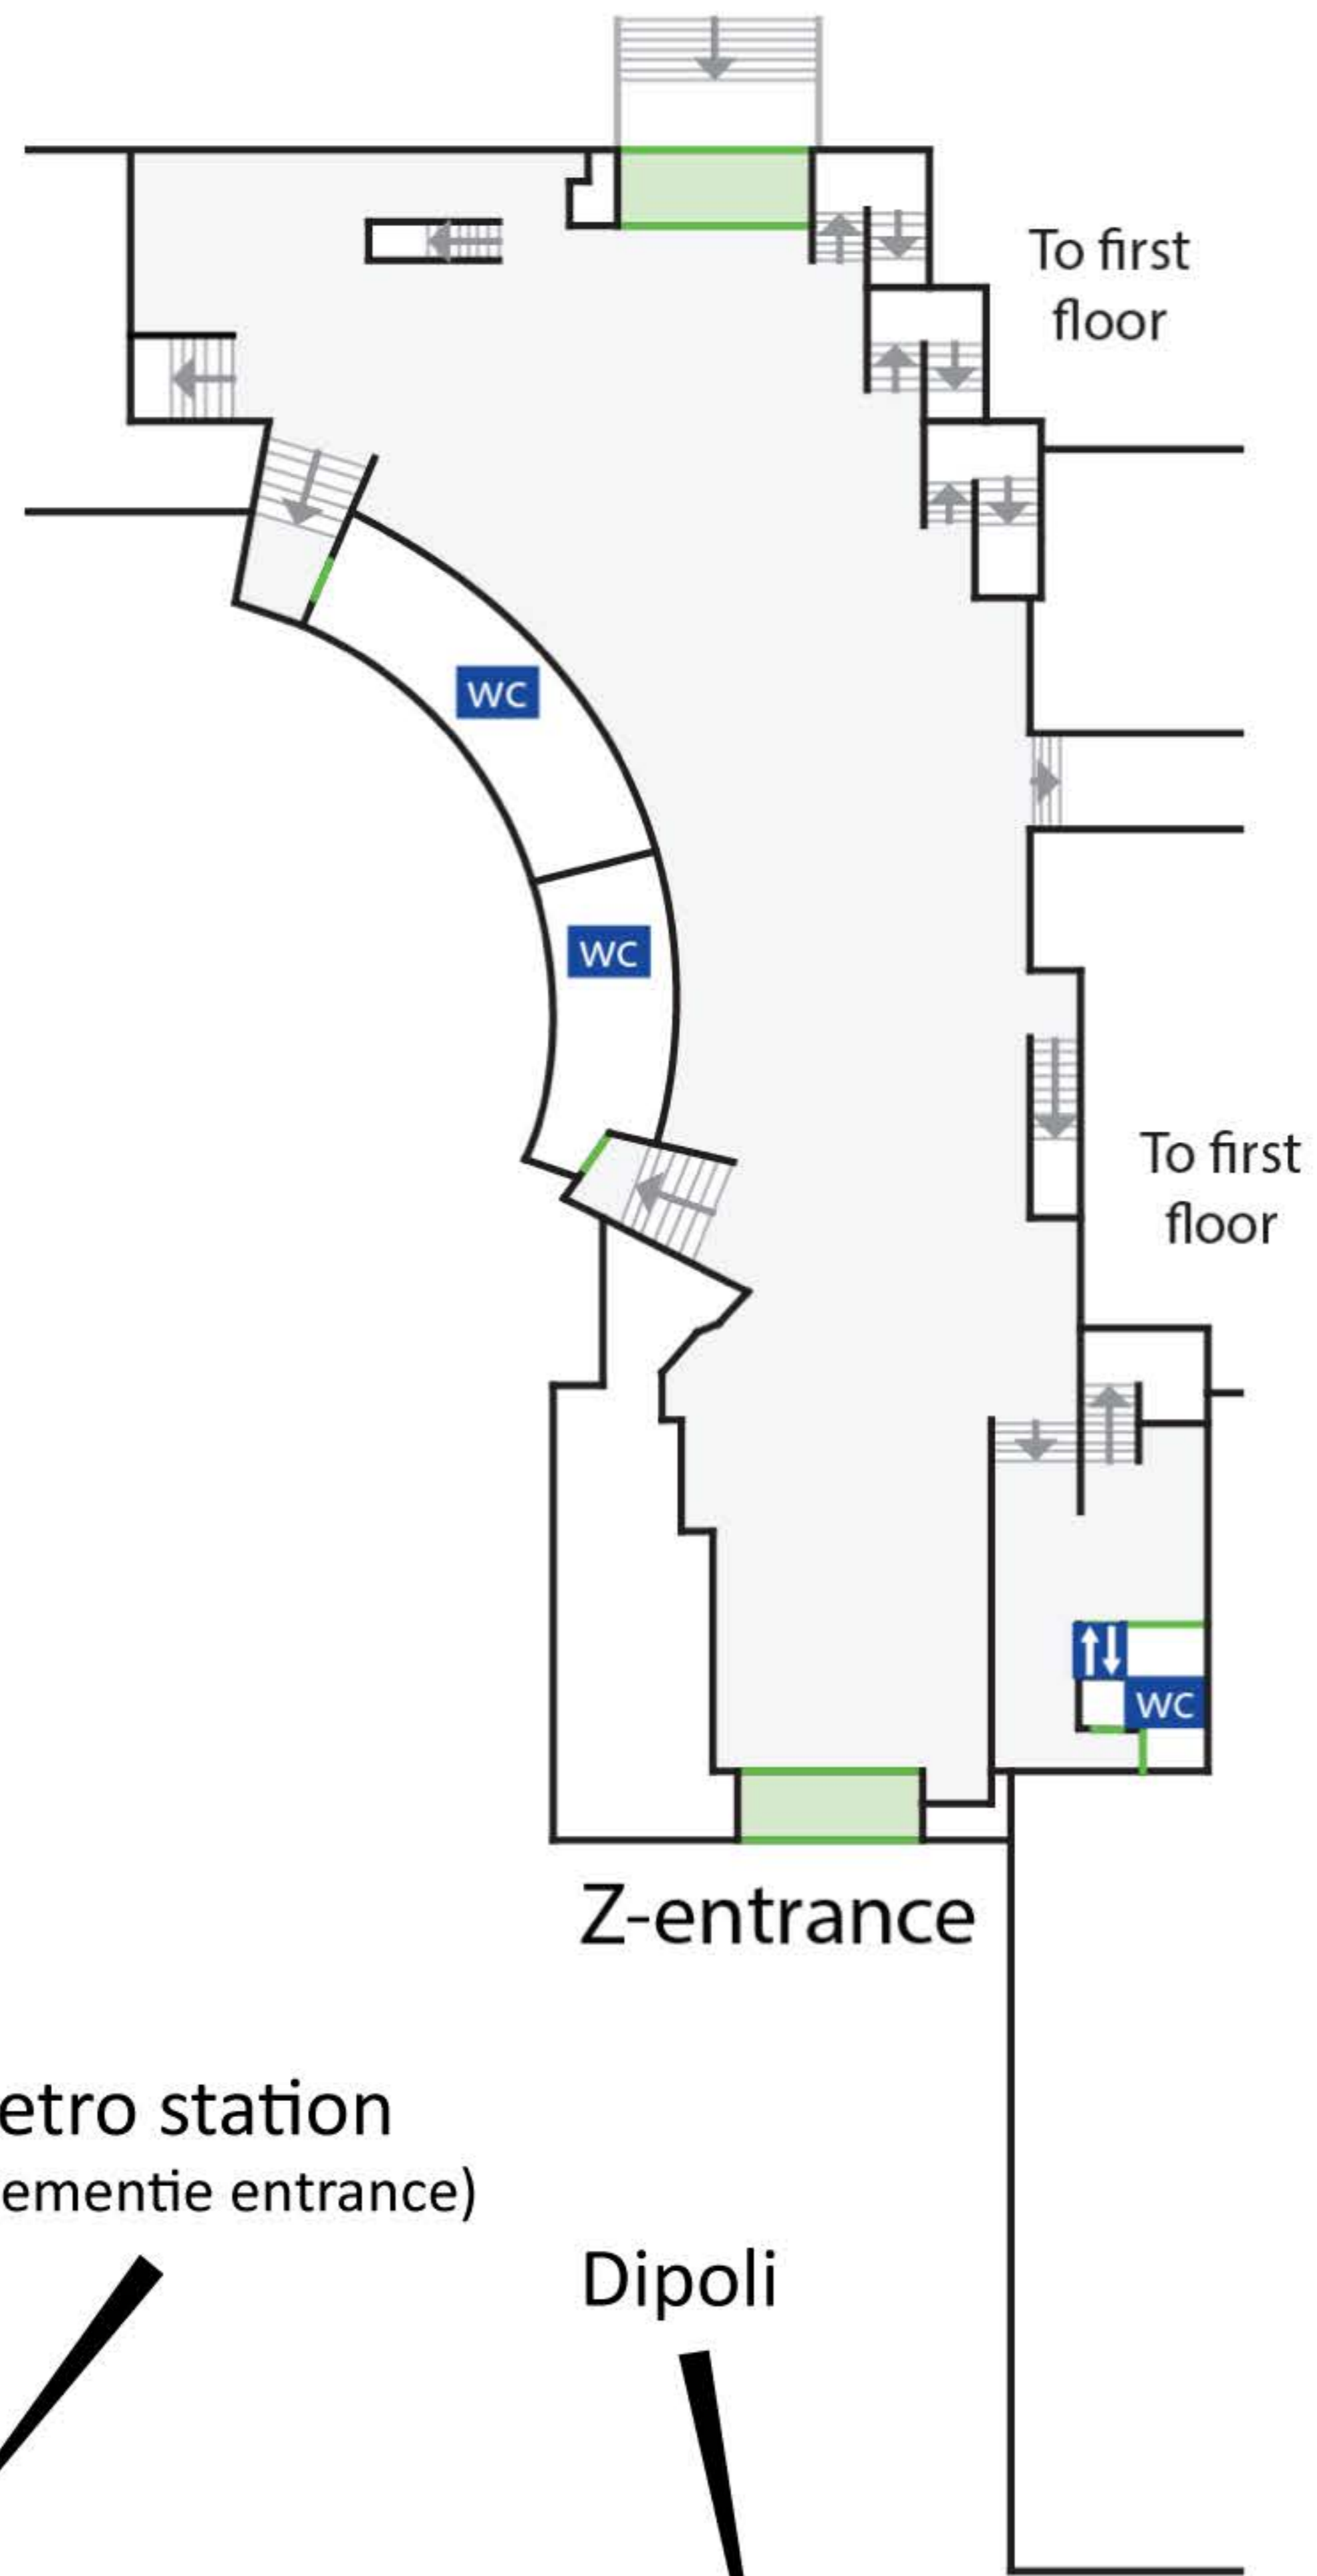 To first
floor
WC
WC
To first
floor
WC
Z-entrance
etro station
ementie entrance)
Dipoli